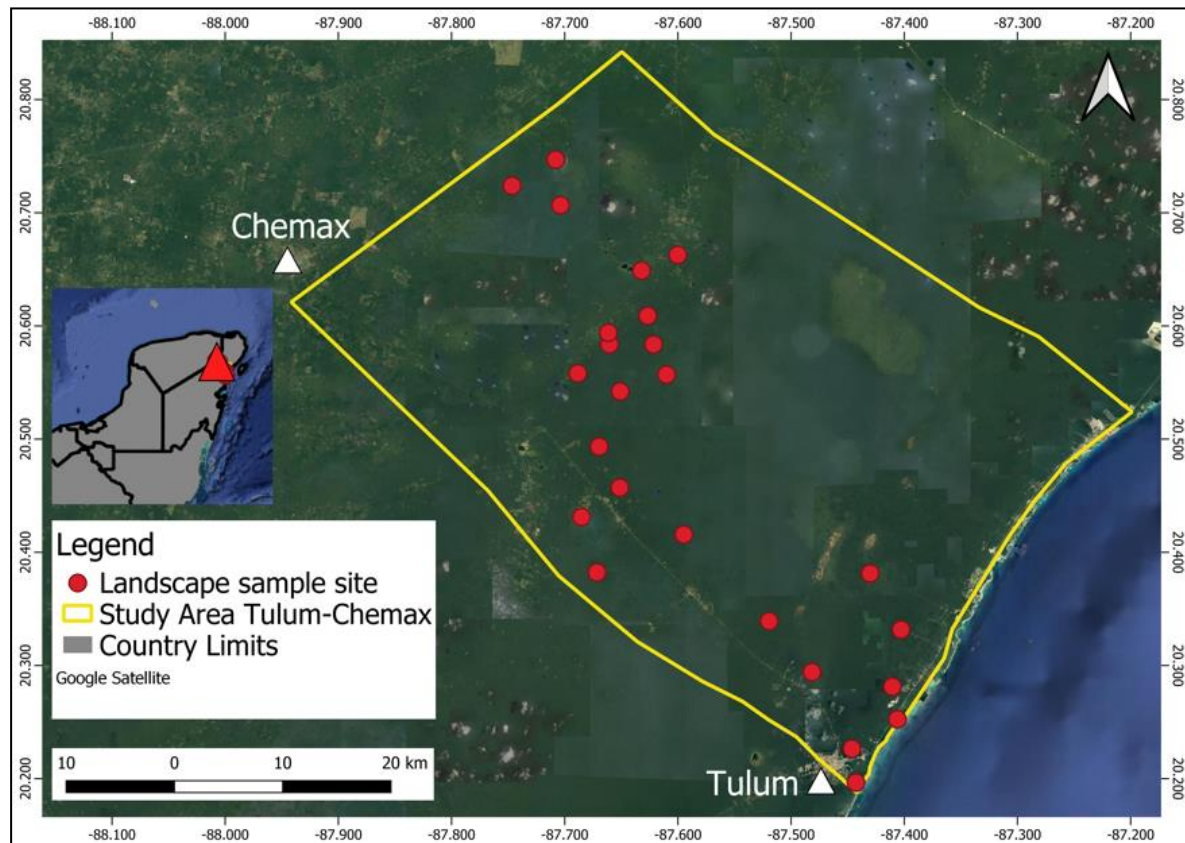 -88.100 -88.000 -87.900 -87.800 -87.700 -87.600 -87.500 -87.400 -87.300 -87.200
20.800 20.800
20.700 20.700
Chemax
20.600 20.600
20.500 20.500
20.400 20.400
20.300 20.300
20.200 20.200
Legend
Landscape sample site
Study Area Tulum-Chemax
Country Limits
Google Satellite
10 0 10 20 km
Tulum
-88.100 -88.000 -87.900 -87.800 -87.700 -87.600 -87.500 -87.400 -87.300 -87.200